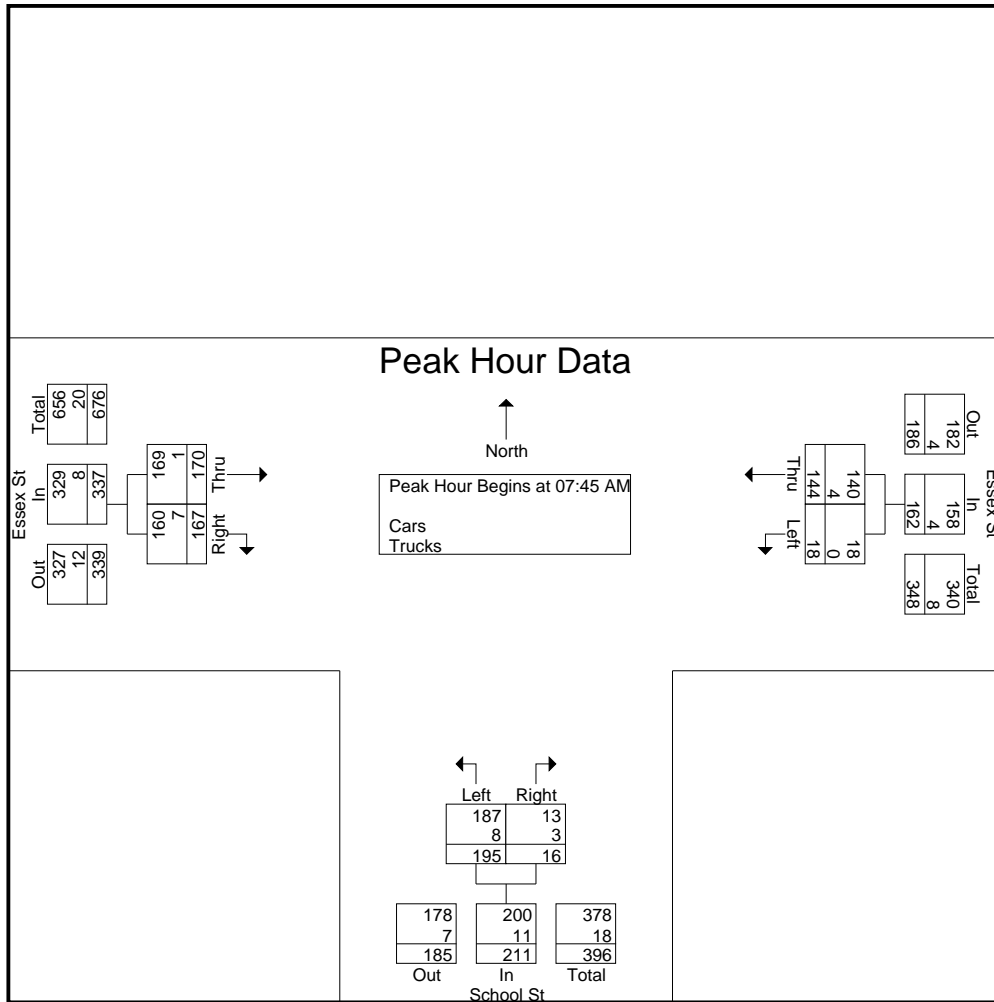 Peak Hour Data
North
Peak Hour Begins at 07:45 AM
Cars
Trucks
Essex St
Total
656
20
676
In
329
8
337
Out
327
12
339
Thru
169
1
170
Right
160
7
167
Essex St
Out
182
4
186
In
158
4
162
Total
340
8
348
Thru
140
4
144
Left
18
0
18
Left Right
187 13
8 3
195 16
178 200 378
7 11 18
185 211 396
Out In Total
School St